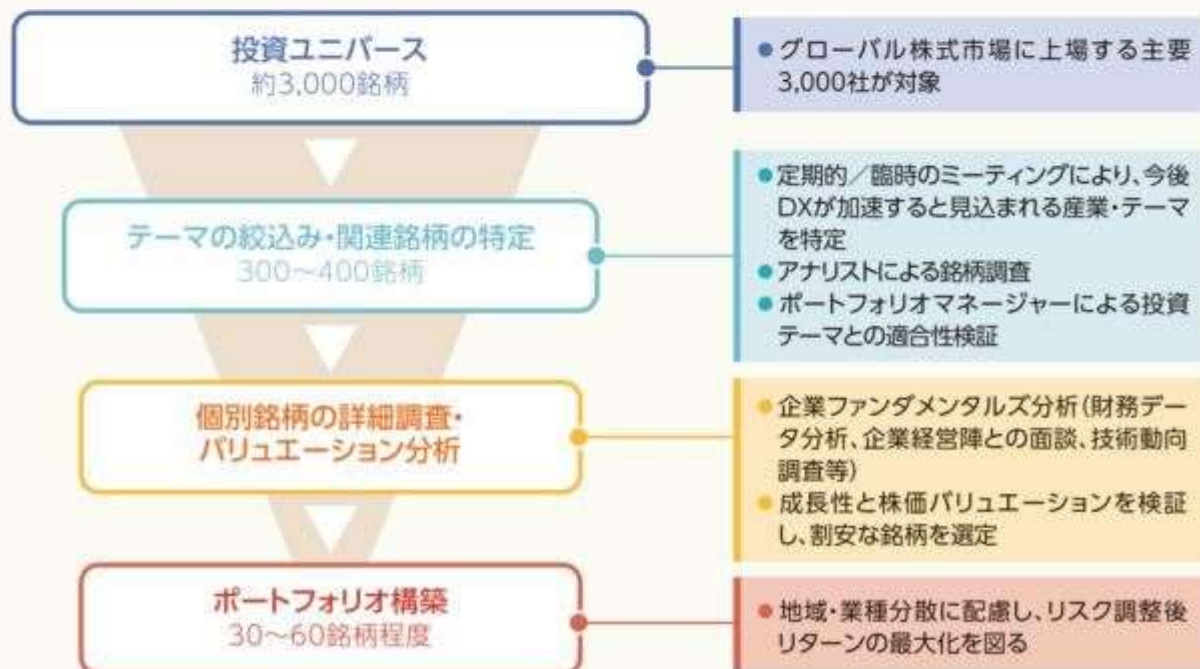 投資ユニバース
約3,000銘柄
●グローバル株式市場に上場する主要
3,000社が対象
テーマの絞込み・関連銘柄の特定
300～400銘柄
●定期的／臨時のミーティングにより、今後
DXが加速すると見込まれる産業・テーマ
を特定
●アナリストによる銘柄調査
●ポートフォリオマネージャーによる投資
テーマとの適合性検証
個別銘柄の詳細調査・
バリュエーション分析
●企業ファンダメンタルズ分析(財務デー
タ分析、企業経営陣との面談、技術動向
調査等)
●成長性と株価バリュエーションを検証
し、割安な銘柄を選定
ポートフォリオ構築
30～60銘柄程度
●地域・業種分散に配慮し、リスク調整後
リターンの最大化を図る